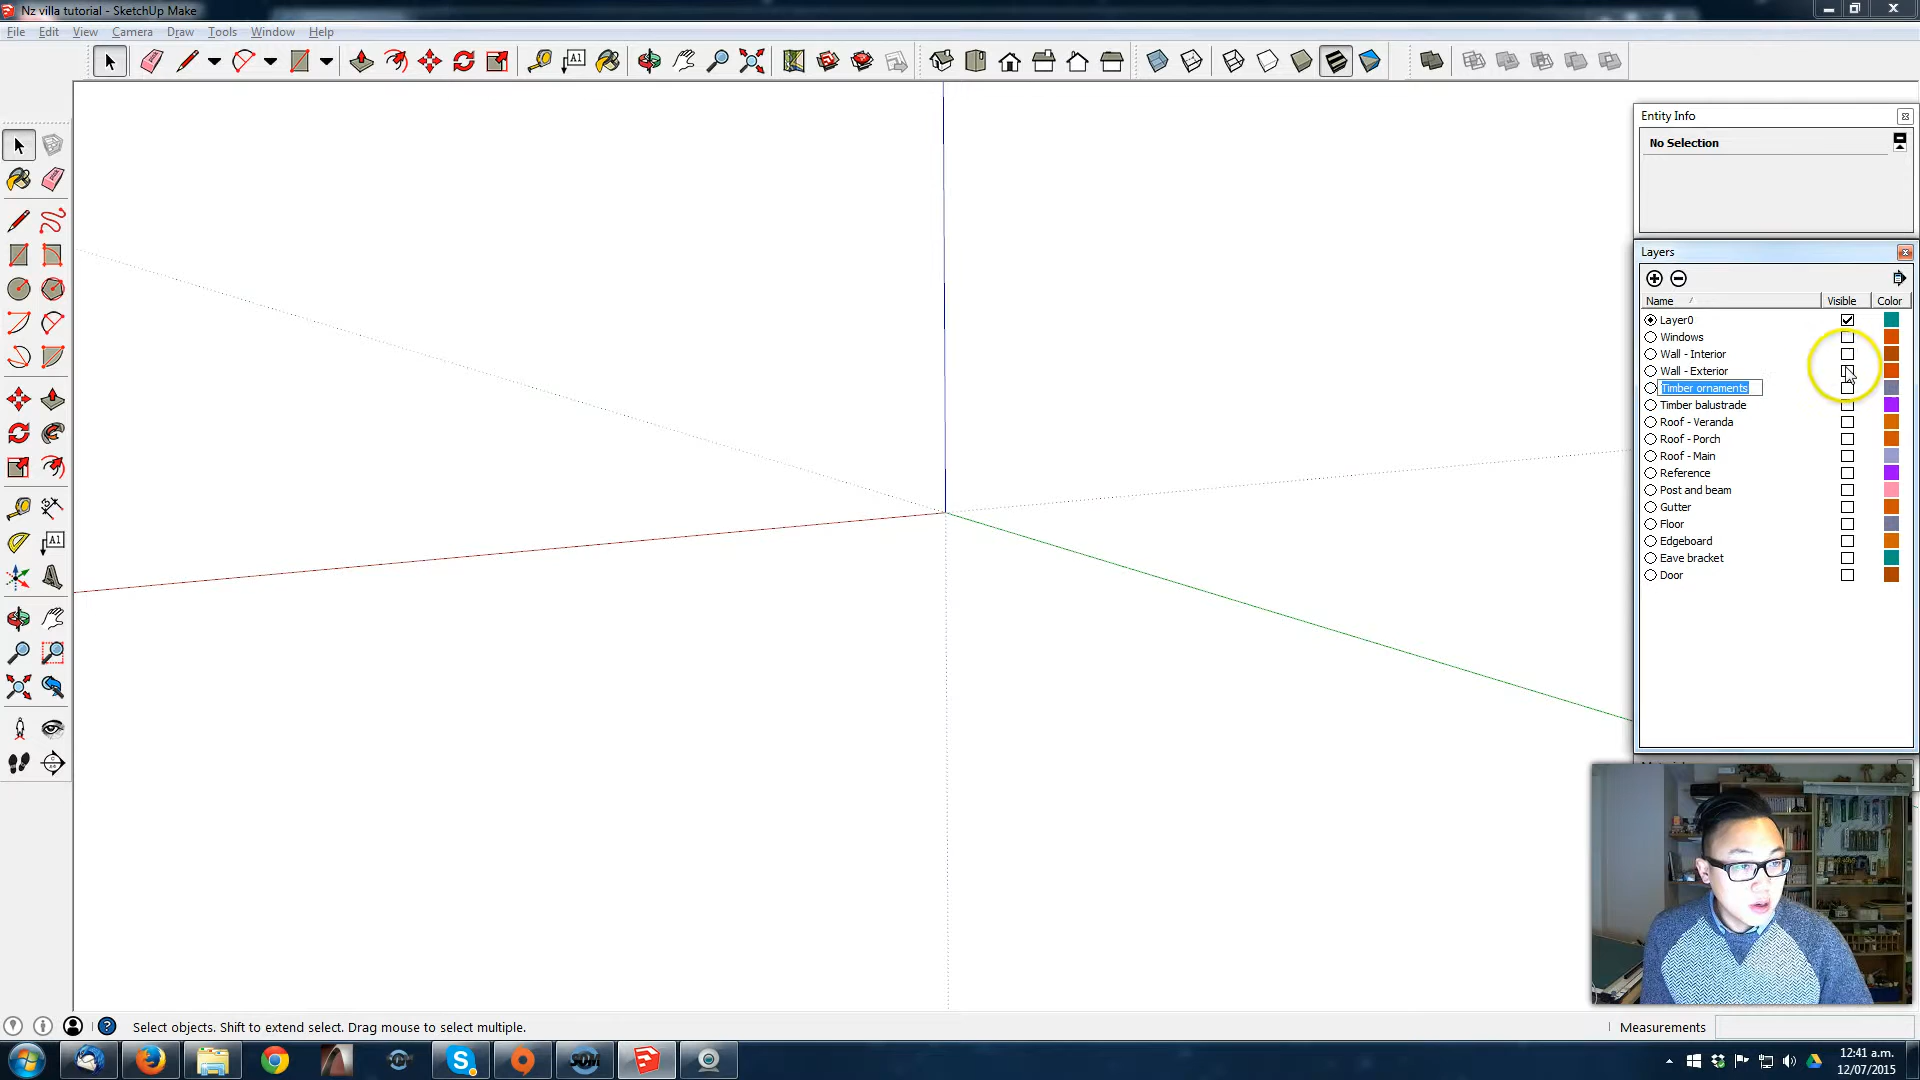 Nz villa tutorial - SketchUp Make
File Edit View Camera Draw Tools Window Help
A1
Entity Info
No Selection
Layers
Name Visible Color
Layer0
Windows
Wall - Interior
Wall - Exterior
Timber ornaments
Timber balustrade
Roof - Veranda
Roof - Porch
Roof - Main
Reference
Post and beam
Gutter
Floor
Edgeboard
Eave bracket
Door
A1
Select objects. Shift to extend select. Drag mouse to select multiple.
Measurements
12:41 a.m.
12/07/2015